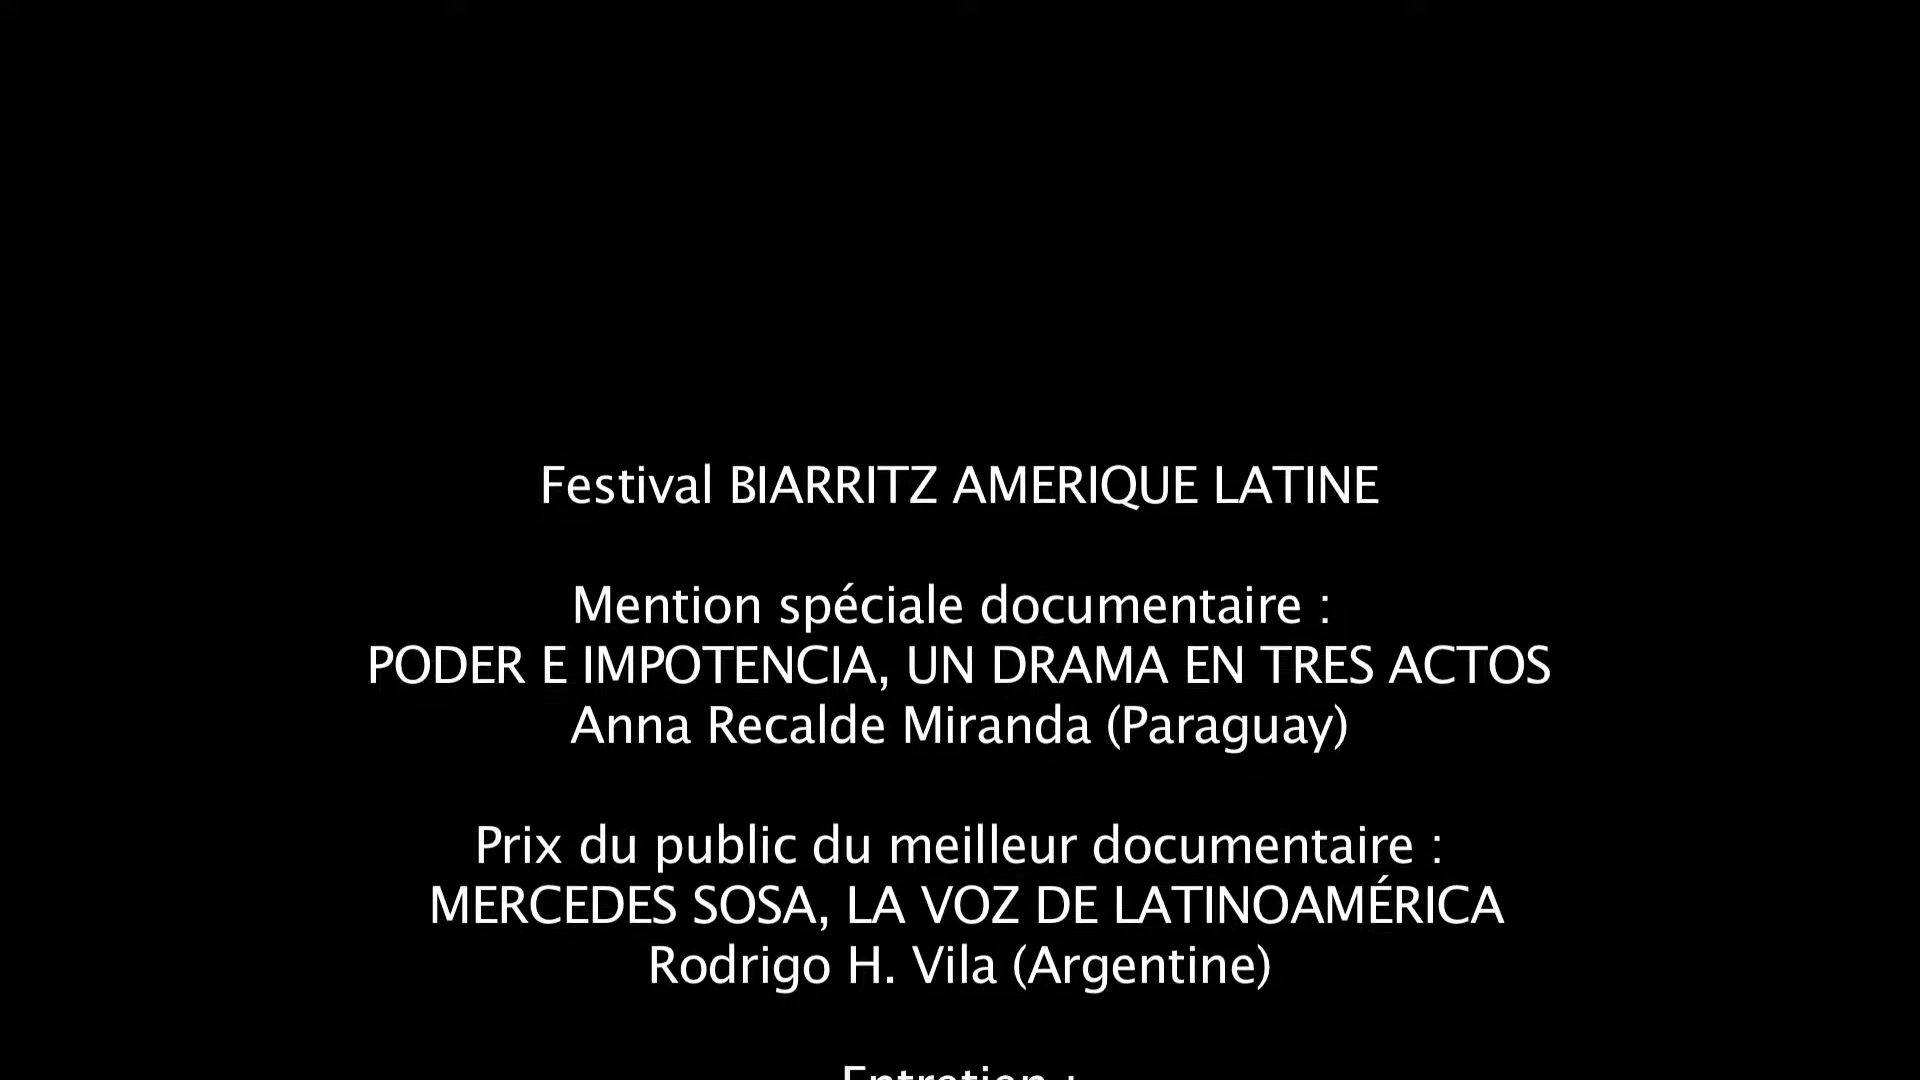 Festival BIARRITZ AMERIQUE LATINE
Mention spéciale documentaire :
PODER E IMPOTENCIA, UN DRAMA EN TRES ACTOS
Anna Recalde Miranda (Paraguay)
Prix du public du meilleur documentaire :
MERCEDES SOSA, LA VOZ DE LATINOAMÉRICA
Rodrigo H. Vila (Argentine)
Entretien :